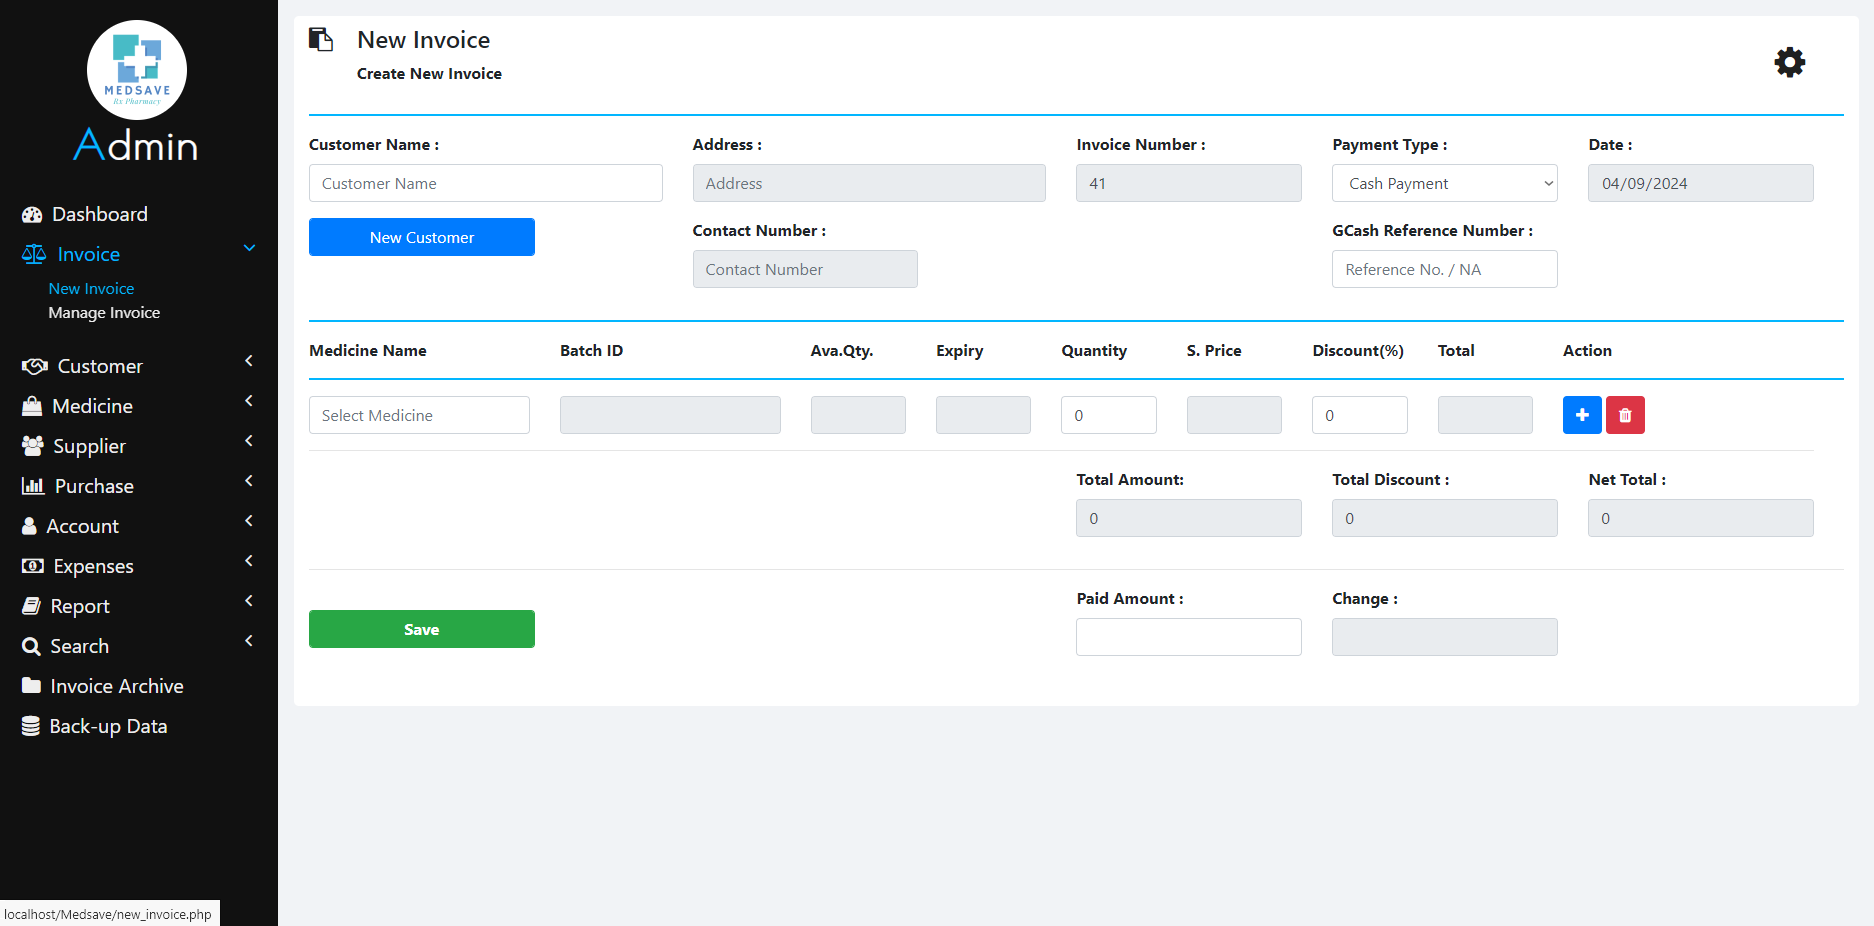 MEDSAVE
Rx Pharmacy
Admin
Dashboard
Invoice
New Invoice
Manage Invoice
Customer
Medicine
Supplier
Purchase
Account
Expenses
Report
Search
Invoice Archive
Back-up Data
localhost/Medsave/new_invoice.php
New Invoice
Create New Invoice
Customer Name : Address : Invoice Number : Payment Type : Date :
Customer Name Address 41 Cash Payment 04/09/2024
New Customer Contact Number : GCash Reference Number :
Contact Number Reference No. / NA
Medicine Name Batch ID Ava.Qty. Expiry Quantity S. Price Discount(%) Total Action
Select Medicine 0 0
Total Amount: Total Discount : Net Total :
0 0 0
Paid Amount : Change :
Save